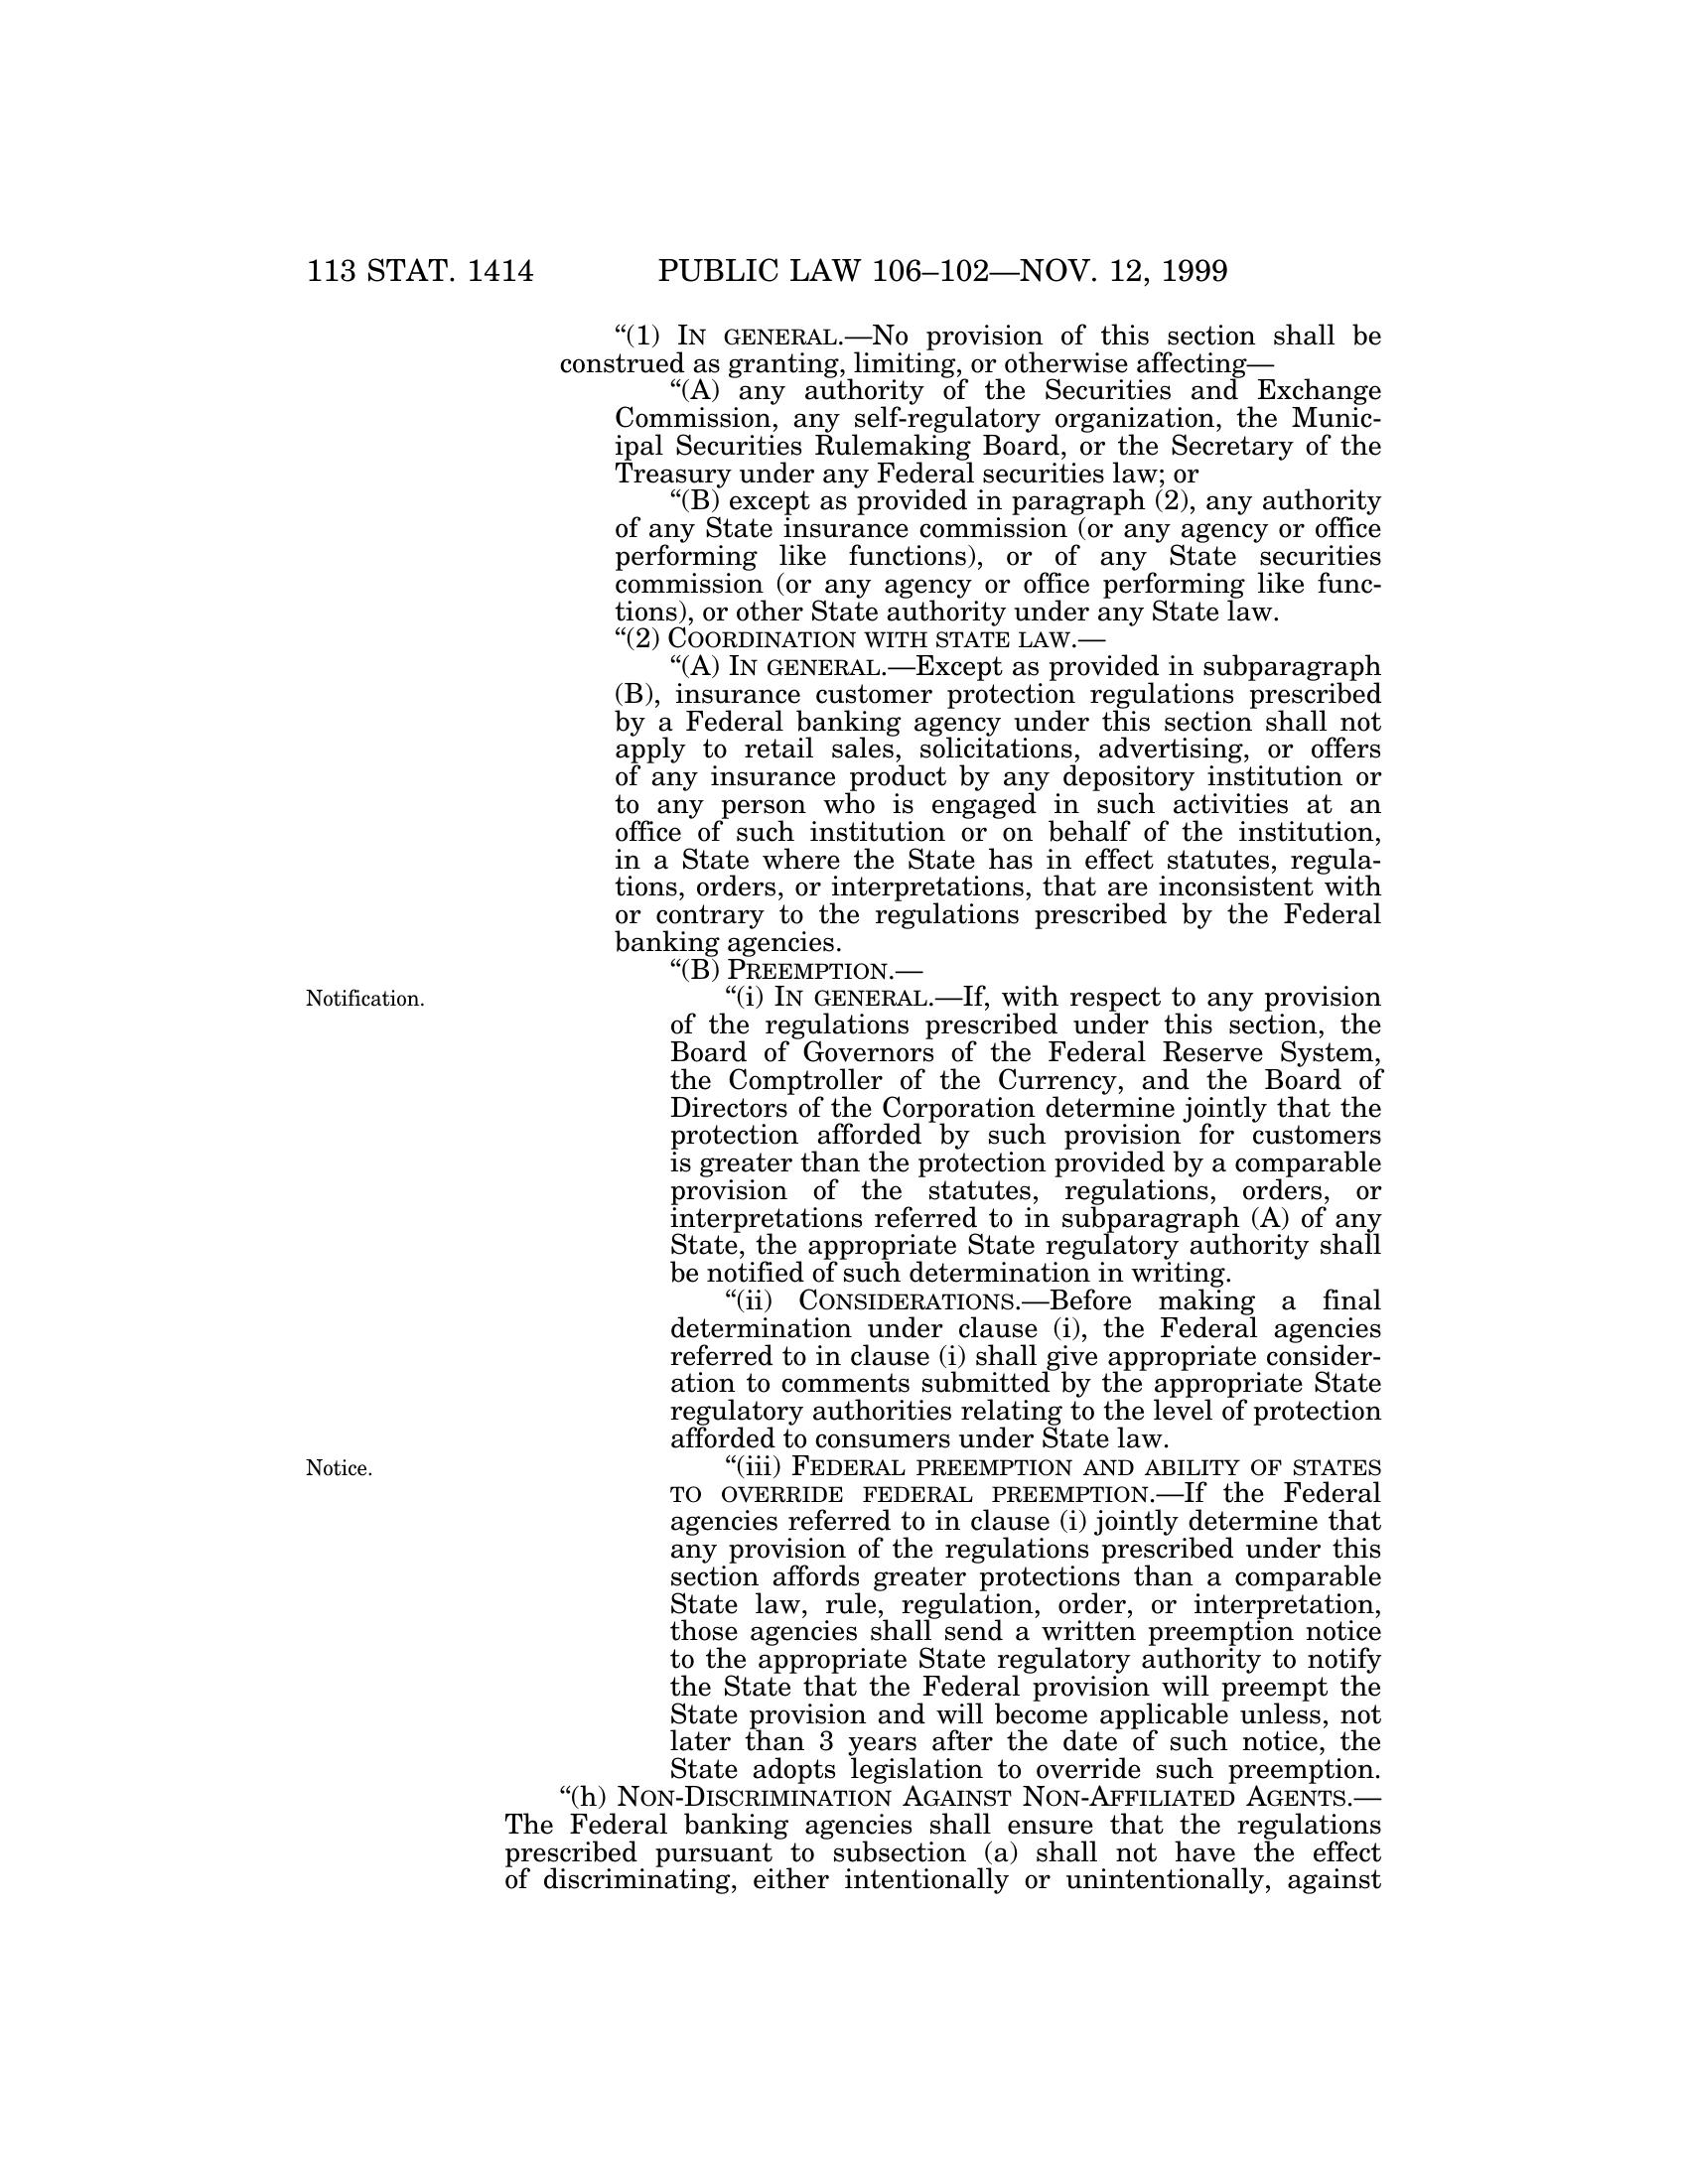 113 STAT. 1414 PUBLIC LAW 106–102—NOV. 12, 1999
“(1) IN GENERAL.—No provision of this section shall be
construed as granting, limiting, or otherwise affecting—
“(A) any authority of the Securities and Exchange
Commission, any self-regulatory organization, the Munic-
ipal Securities Rulemaking Board, or the Secretary of the
Treasury under any Federal securities law; or
“(B) except as provided in paragraph (2), any authority
of any State insurance commission (or any agency or office
performing like functions), or of any State securities
commission (or any agency or office performing like func-
tions), or other State authority under any State law.
“(2) COORDINATION WITH STATE LAW.—
“(A) IN GENERAL.—Except as provided in subparagraph
(B), insurance customer protection regulations prescribed
by a Federal banking agency under this section shall not
apply to retail sales, solicitations, advertising, or offers
of any insurance product by any depository institution or
to any person who is engaged in such activities at an
office of such institution or on behalf of the institution,
in a State where the State has in effect statutes, regula-
tions, orders, or interpretations, that are inconsistent with
or contrary to the regulations prescribed by the Federal
banking agencies.
“(B) PREEMPTION.—
Notification.
“(i) IN GENERAL.—If, with respect to any provision
of the regulations prescribed under this section, the
Board of Governors of the Federal Reserve System,
the Comptroller of the Currency, and the Board of
Directors of the Corporation determine jointly that the
protection afforded by such provision for customers
is greater than the protection provided by a comparable
provision of the statutes, regulations, orders, or
interpretations referred to in subparagraph (A) of any
State, the appropriate State regulatory authority shall
be notified of such determination in writing.
“(ii) CONSIDERATIONS.—Before making a final
determination under clause (i), the Federal agencies
referred to in clause (i) shall give appropriate consider-
ation to comments submitted by the appropriate State
regulatory authorities relating to the level of protection
afforded to consumers under State law.
Notice.
“(iii) FEDERAL PREEMPTION AND ABILITY OF STATES
TO OVERRIDE FEDERAL PREEMPTION.—If the Federal
agencies referred to in clause (i) jointly determine that
any provision of the regulations prescribed under this
section affords greater protections than a comparable
State law, rule, regulation, order, or interpretation,
those agencies shall send a written preemption notice
to the appropriate State regulatory authority to notify
the State that the Federal provision will preempt the
State provision and will become applicable unless, not
later than 3 years after the date of such notice, the
State adopts legislation to override such preemption.
“(h) NON-DISCRIMINATION AGAINST NON-AFFILIATED AGENTS.—
The Federal banking agencies shall ensure that the regulations
prescribed pursuant to subsection (a) shall not have the effect
of discriminating, either intentionally or unintentionally, against